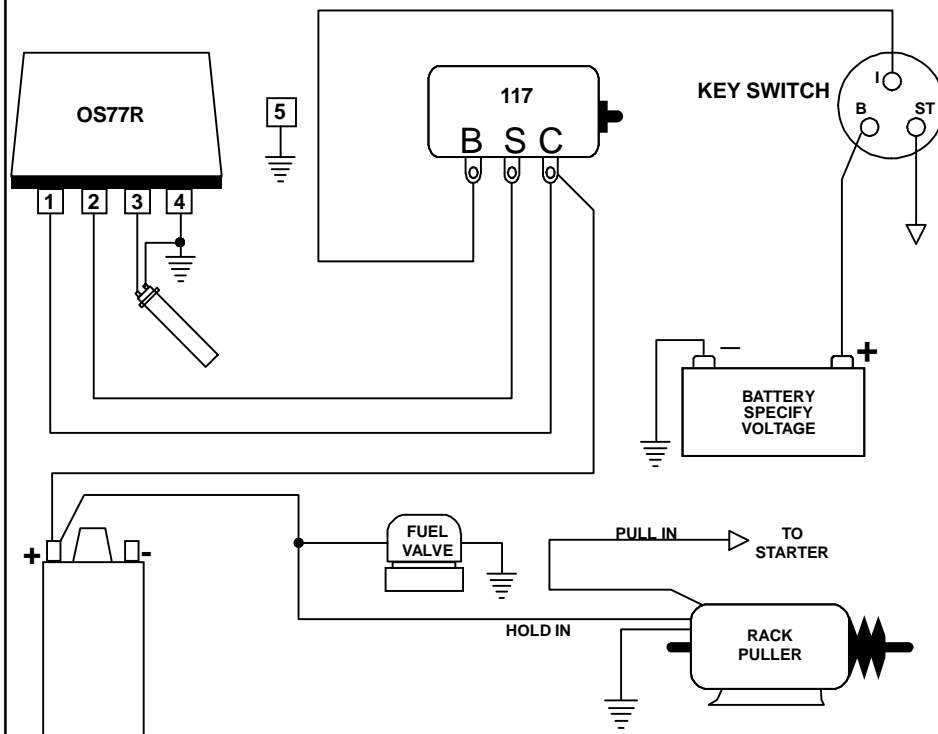 OS77R
5
117
B S C
KEY SWITCH
I
B
ST
1 2 3 4
–
+
BATTERY
SPECIFY
VOLTAGE
+
-
FUEL
VALVE
PULL IN
TO
STARTER
HOLD IN
RACK
PULLER